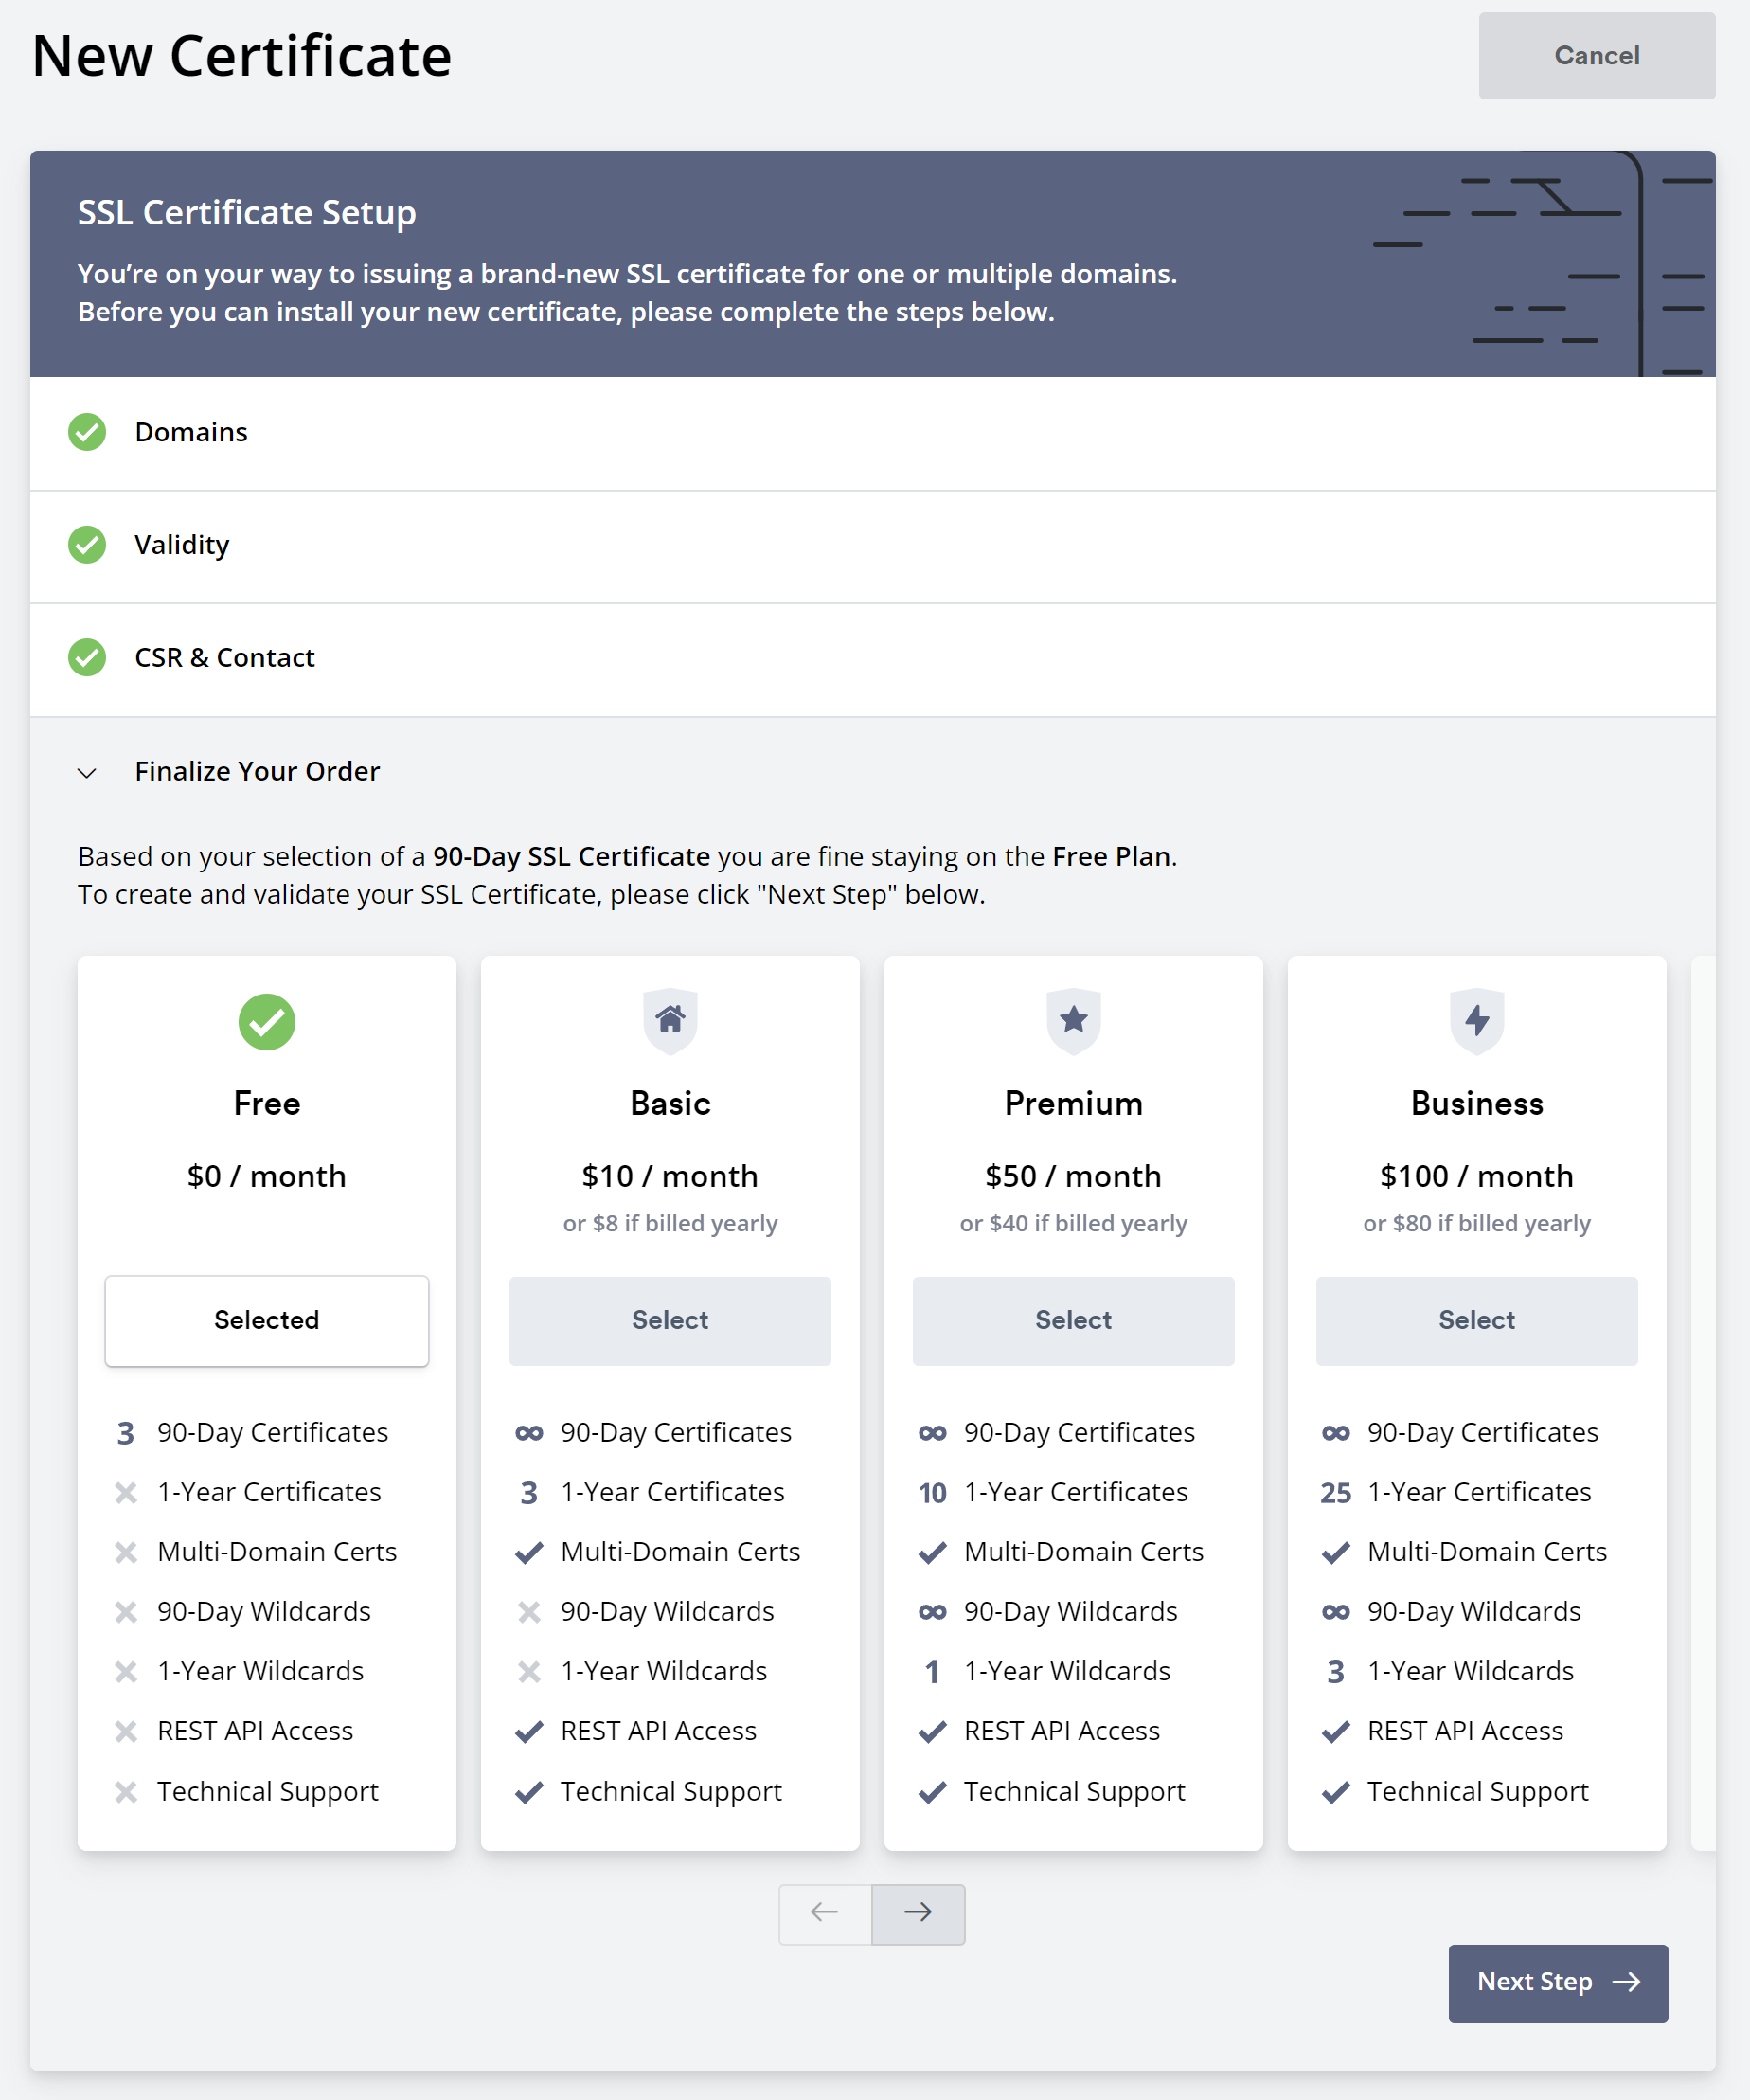 New Certificate
Cancel
SSL Certificate Setup
You’re on your way to issuing a brand-new SSL certificate for one or multiple domains.
Before you can install your new certificate, please complete the steps below.
Domains
Validity
CSR & Contact
Finalize Your Order
Based on your selection of a 90-Day SSL Certificate you are fine staying on the Free Plan.
To create and validate your SSL Certificate, please click "Next Step" below.
Free
$0 / month
Selected
3 90-Day Certificates
1-Year Certificates
Multi-Domain Certs
90-Day Wildcards
1-Year Wildcards
REST API Access
Technical Support
Basic
$10 / month
or $8 if billed yearly
Select
∞ 90-Day Certificates
3 1-Year Certificates
Multi-Domain Certs
90-Day Wildcards
1-Year Wildcards
REST API Access
Technical Support
Premium
$50 / month
or $40 if billed yearly
Select
∞ 90-Day Certificates
10 1-Year Certificates
Multi-Domain Certs
∞ 90-Day Wildcards
1 1-Year Wildcards
REST API Access
Technical Support
Business
$100 / month
or $80 if billed yearly
Select
∞ 90-Day Certificates
25 1-Year Certificates
Multi-Domain Certs
∞ 90-Day Wildcards
3 1-Year Wildcards
REST API Access
Technical Support
Next Step